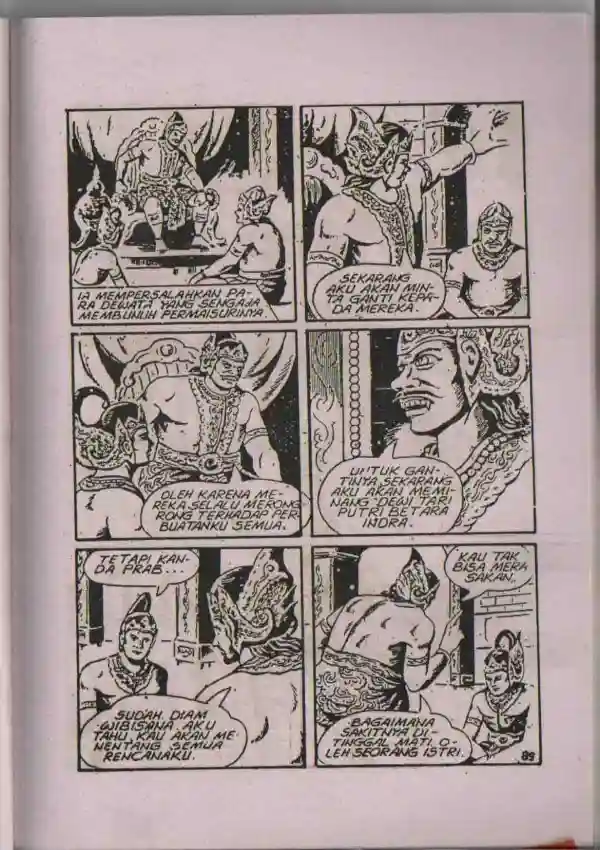 IA MEMPERSALAHKAN PA-
RA DEWATA YANG SENGAJA
MEMBUNUH PERMAISURINYA.
SEKARANG
AKU AKAN MIN-
TA GANTI KEPA-
DA MEREKA.
OLEH KARENA ME-
REKA SELALU MERONG
RONG TERHADAP PER-
BUATANKU SEMUA.
UNTUK GAN-
TINYA, SEKARANG
AKU AKAN MEMI-
NANG DEWI TARI
PUTRI BETARA
INDRA.
TETAPI KAN-
DA PRAB...
SUDAH, DIAM
WIBISANA. AKU
TAHU, KAU AKAN ME-
NENTANG SEMUA
RENCANAKU.
KAU TAK
BISA MERA
SAKAN,
BAGAIMANA
SAKITNYA DI-
TINGGAL MATI O-
LEH SEORANG ISTRI.
89